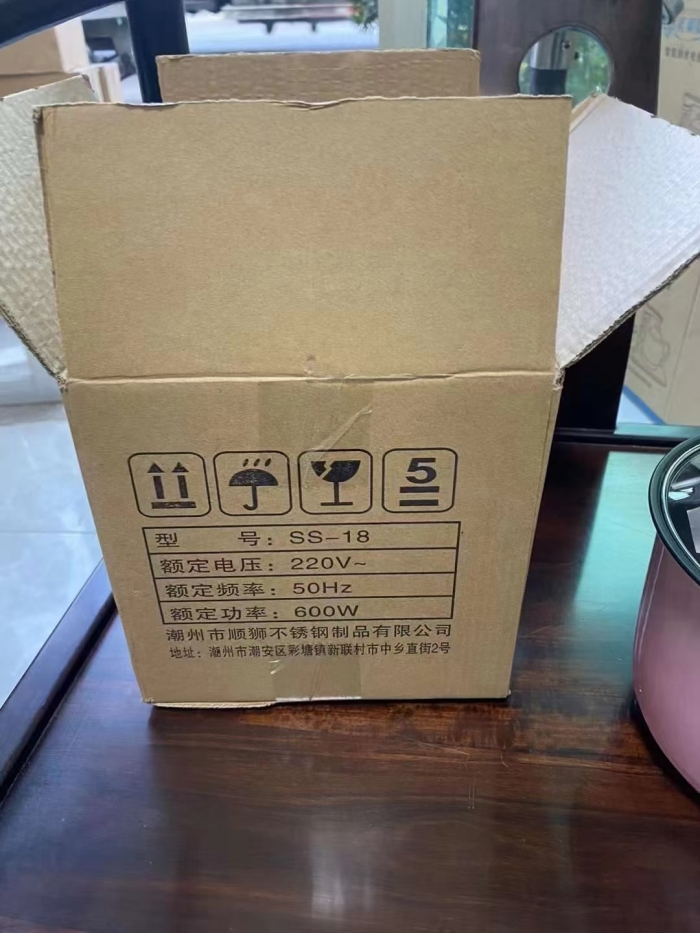 5
型 号: SS-18
额定电压: 220V~
额定频率: 50Hz
额定功率: 600W
潮州市顺狮不锈钢制品有限公司
地址: 潮州市潮安区彩塘镇新联村市中乡直街2号